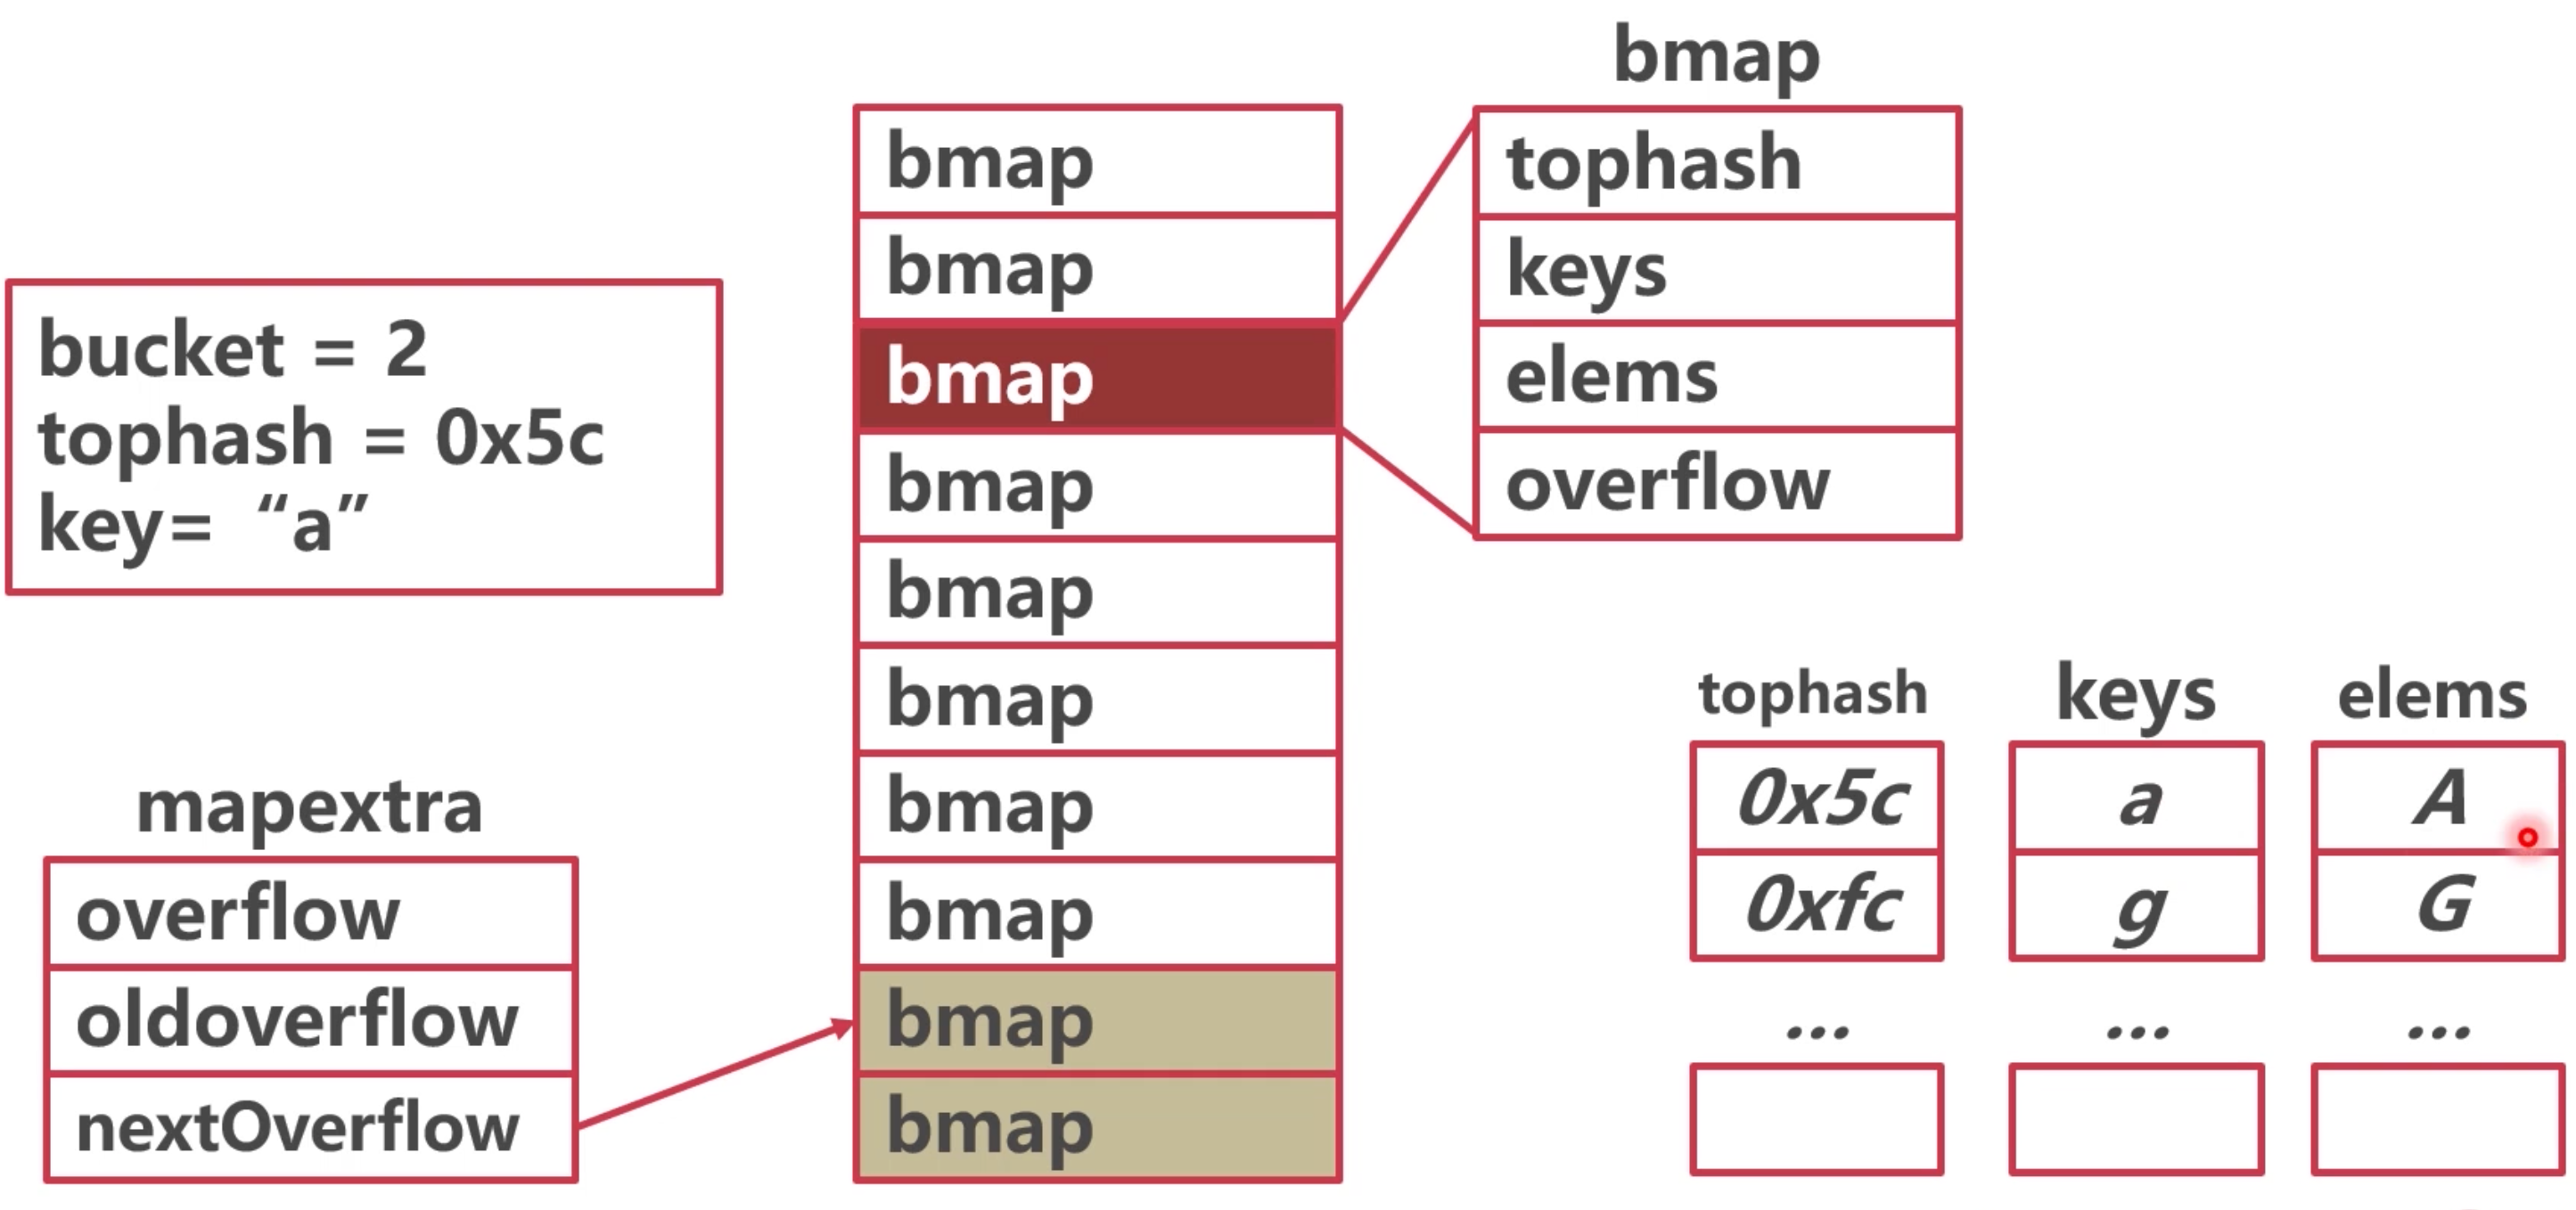 bucket = 2
tophash = 0x5c
key= “a”
mapextra
overflow
oldoverflow
nextOverflow
bmap
bmap
bmap
bmap
bmap
bmap
bmap
bmap
bmap
bmap
bmap
tophash
keys
elems
overflow
tophash keys elems
0x5c a A
0xfc g G
... ... ...